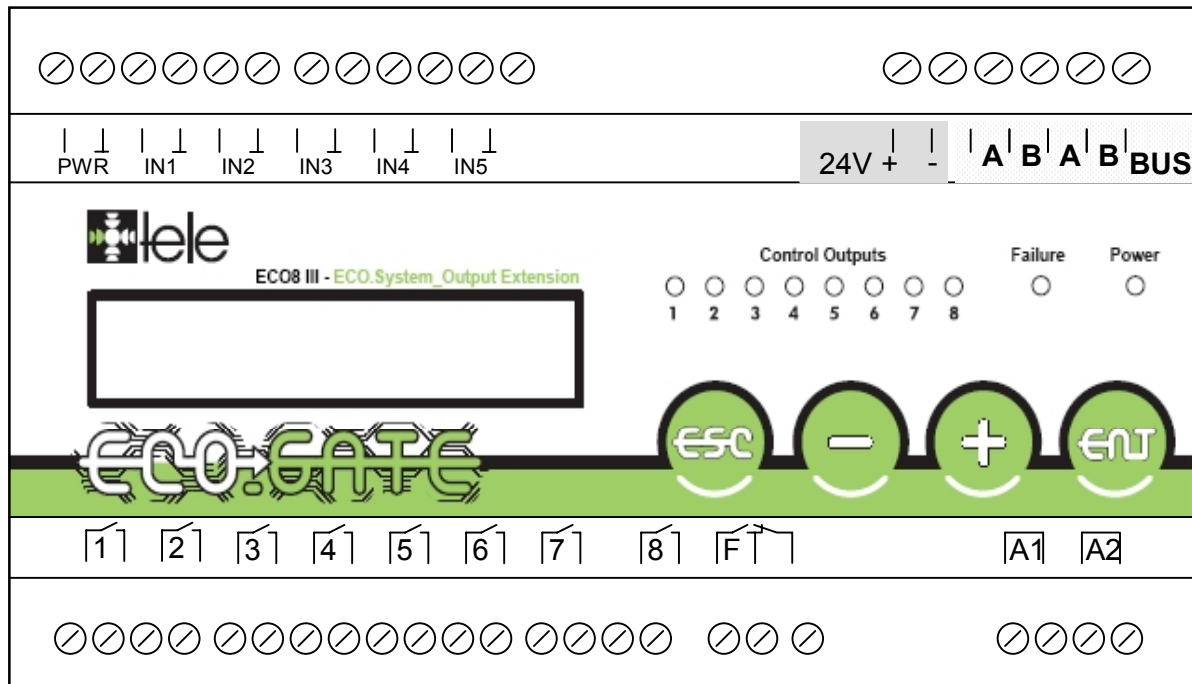 PWR IN1 IN2 IN3 IN4 IN5 24V + - A B A B BUS
tele
ECO8 III - ECO.System_Output Extension
Control Outputs Failure Power
1 2 3 4 5 6 7 8
ECO.GATE
ESC - + ENT
1 2 3 4 5 6 7 8 F A1 A2